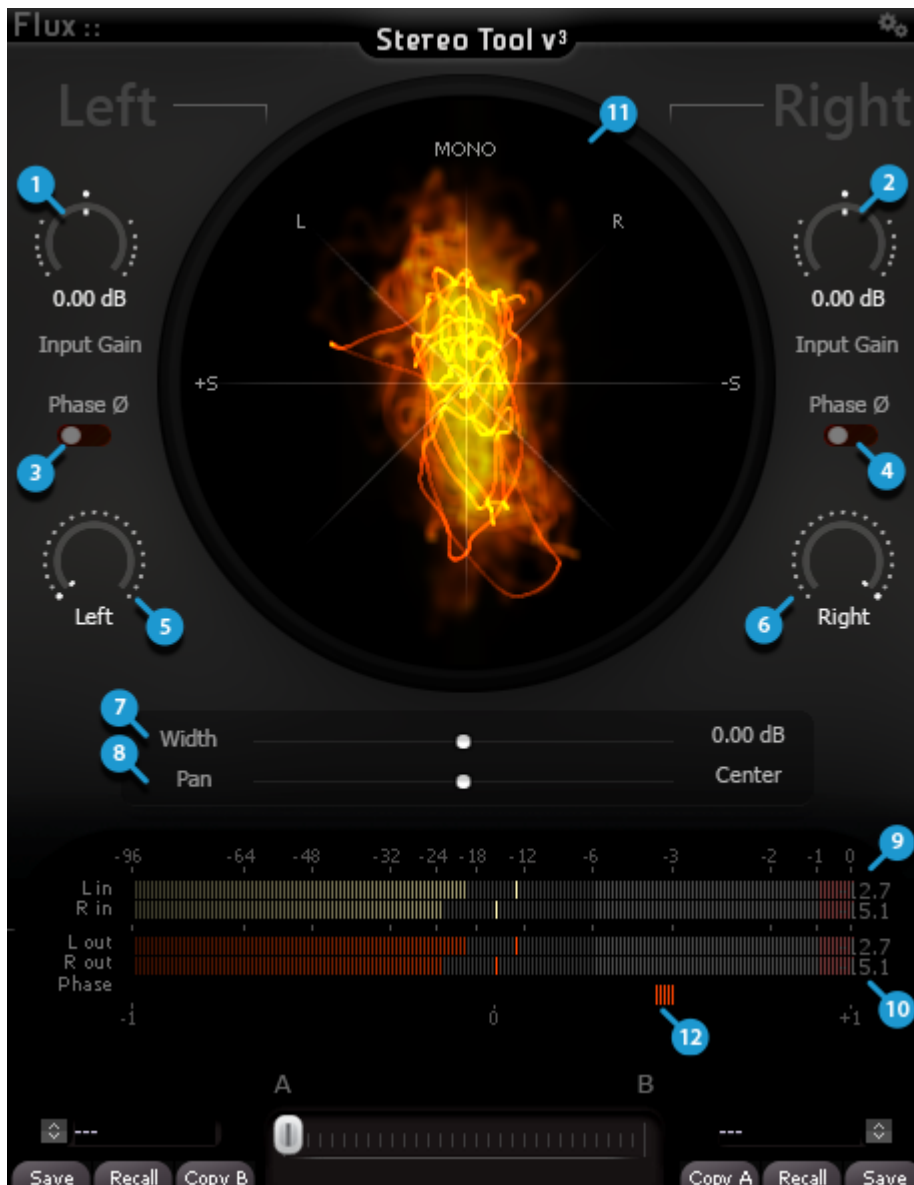 Flux ::
Stereo Tool v3
Left
Right
11
MONO
1
2
L
R
0.00 dB
0.00 dB
Input Gain
Input Gain
+S
-S
Phase Ø
Phase Ø
3
4
Left
Right
5
6
7
Width
0.00 dB
8
Pan
Center
9
-96 -64 -48 -32 -24 -18 -12 -6 -3 -2 -1 0
L in
2.7
R in
5.1
L out
2.7
R out
5.1
Phase
10
-1 0 +1
12
A
B
---
---
Save Recall Copy B
Copy A Recall Save